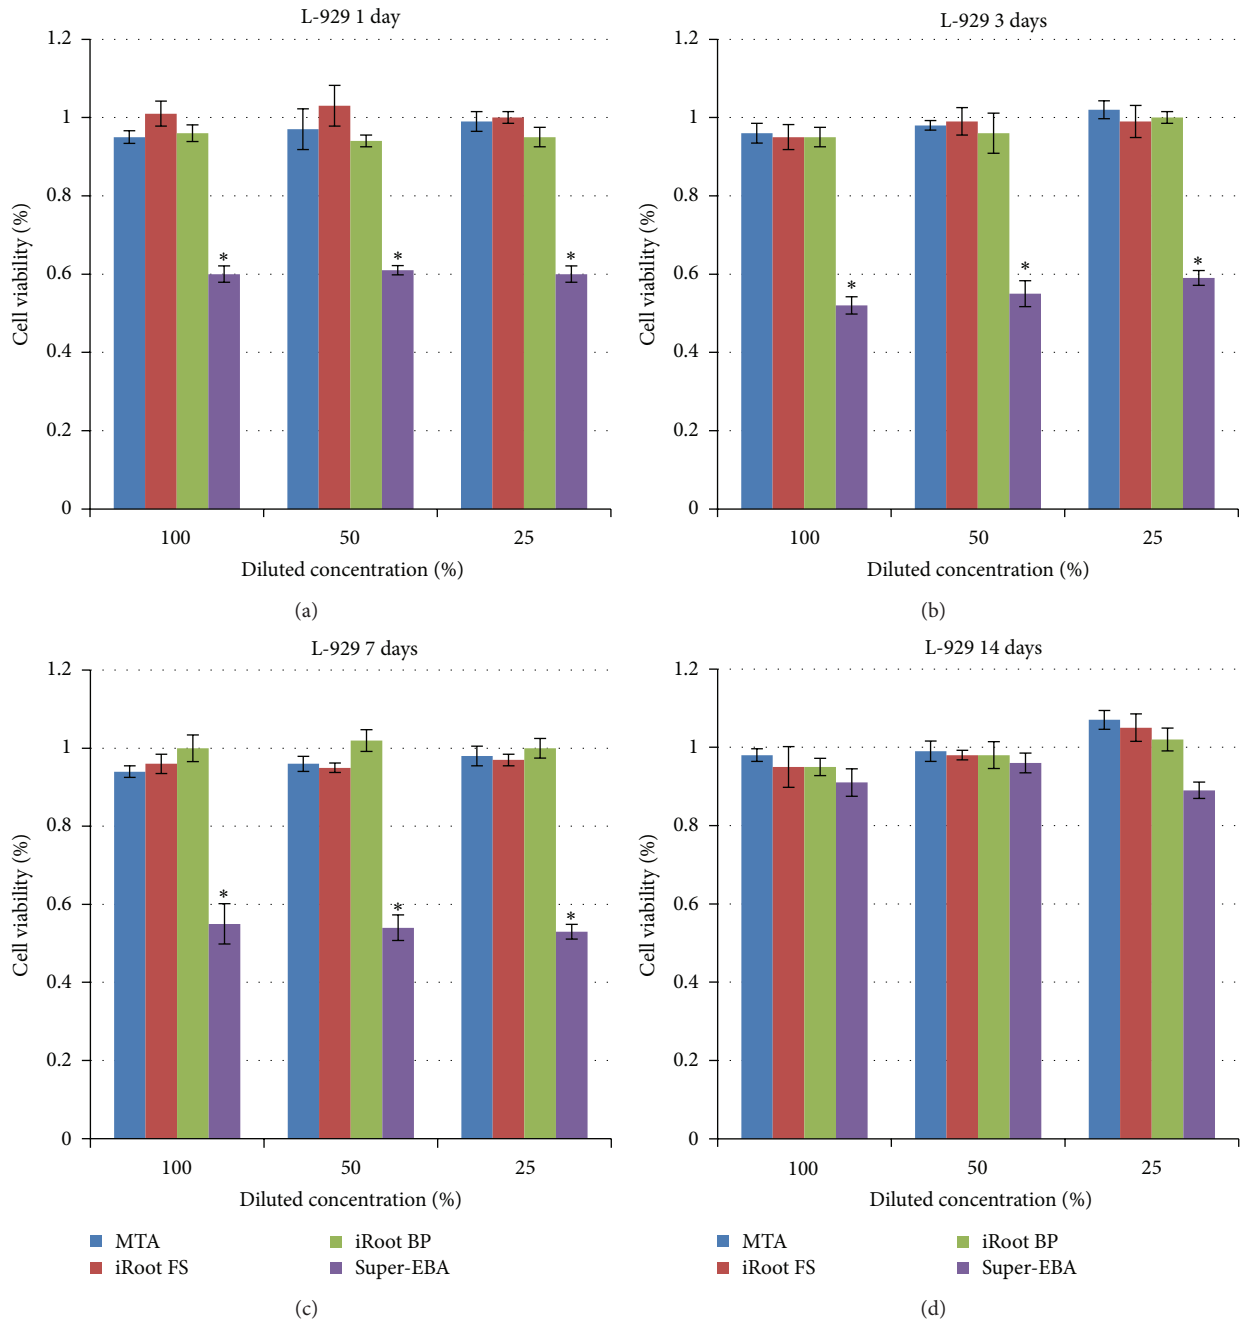 L-929 1 day
Cell viability (%)
1.2
1
0.8
0.6
0.4
0.2
0
*
*
*
100
50
25
Diluted concentration (%)
(a)
L-929 3 days
Cell viability (%)
1.2
1
0.8
0.6
0.4
0.2
0
*
*
*
100
50
25
Diluted concentration (%)
(b)
L-929 7 days
Cell viability (%)
1.2
1
0.8
0.6
0.4
0.2
0
*
*
*
100
50
25
Diluted concentration (%)
MTA
iRoot FS
iRoot BP
Super-EBA
(c)
L-929 14 days
Cell viability (%)
1.2
1
0.8
0.6
0.4
0.2
0
100
50
25
Diluted concentration (%)
MTA
iRoot FS
iRoot BP
Super-EBA
(d)